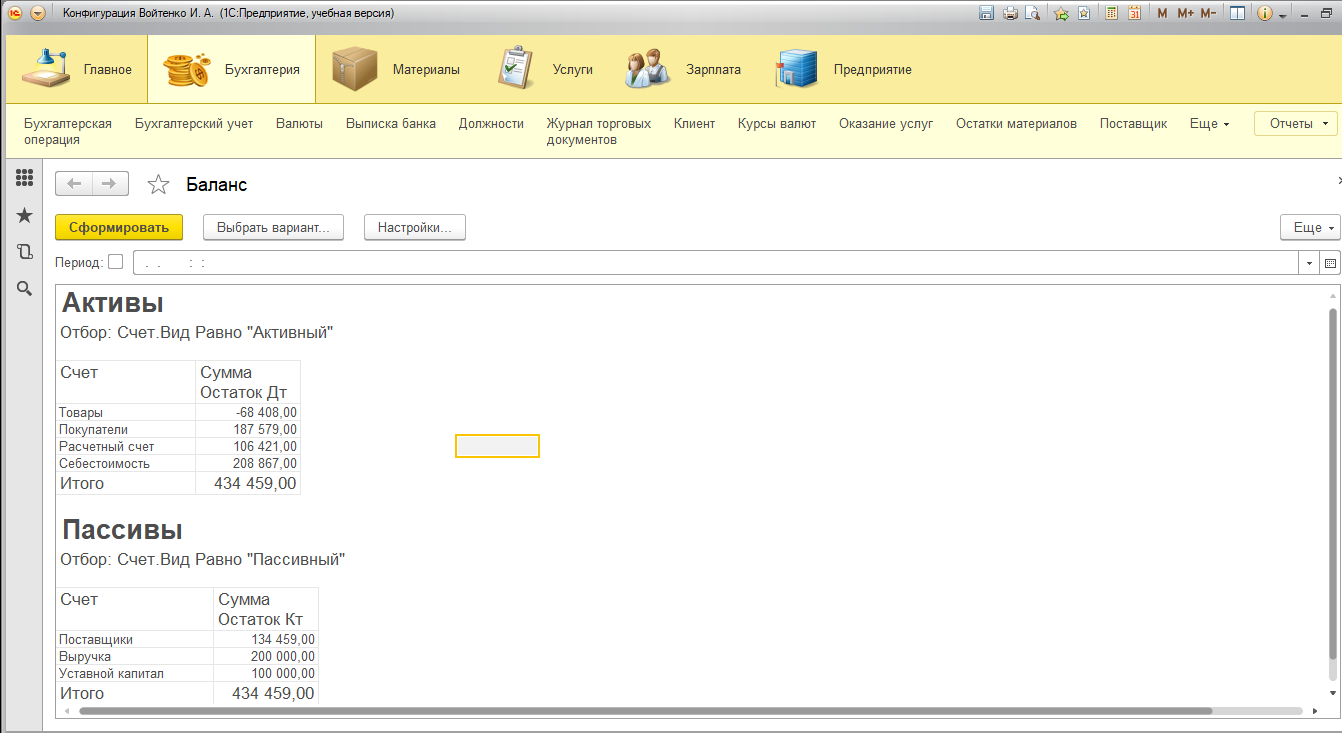 Конфигурация Войтенко И. А. (1С:Предприятие, учебная версия)
M M+ M-
Главное Бухгалтерия Материалы Услуги Зарплата Предприятие
Бухгалтерская операция Бухгалтерский учет Валюты Выписка банка Должности Журнал торговых документов Клиент Курсы валют Оказание услуг Остатки материалов Поставщик Еще Отчеты
Баланс
Сформировать Выбрать вариант... Настройки... Еще
Период: . . : :
Активы
Отбор: Счет.Вид Равно "Активный"
Счет Сумма Остаток Дт
Товары -68 408,00
Покупатели 187 579,00
Расчетный счет 106 421,00
Себестоимость 208 867,00
Итого 434 459,00
Пассивы
Отбор: Счет.Вид Равно "Пассивный"
Счет Сумма Остаток Кт
Поставщики 134 459,00
Выручка 200 000,00
Уставной капитал 100 000,00
Итого 434 459,00